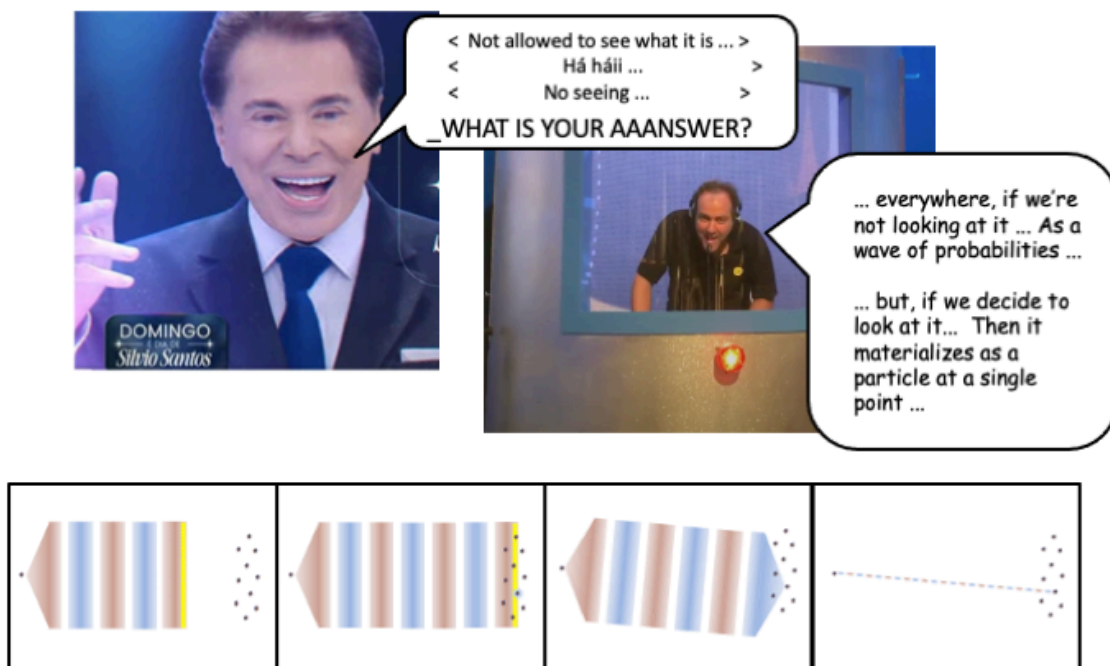 < Not allowed to see what it is ... >
< Há háii ... >
< No seeing ... >
_WHAT IS YOUR AAANSWER?
... everywhere, if we're
not looking at it ... As a
wave of probabilities ...
... but, if we decide to
look at it... Then it
materializes as a
particle at a single
point ...
DOMINGO
É DIA DE
Silvio Santos